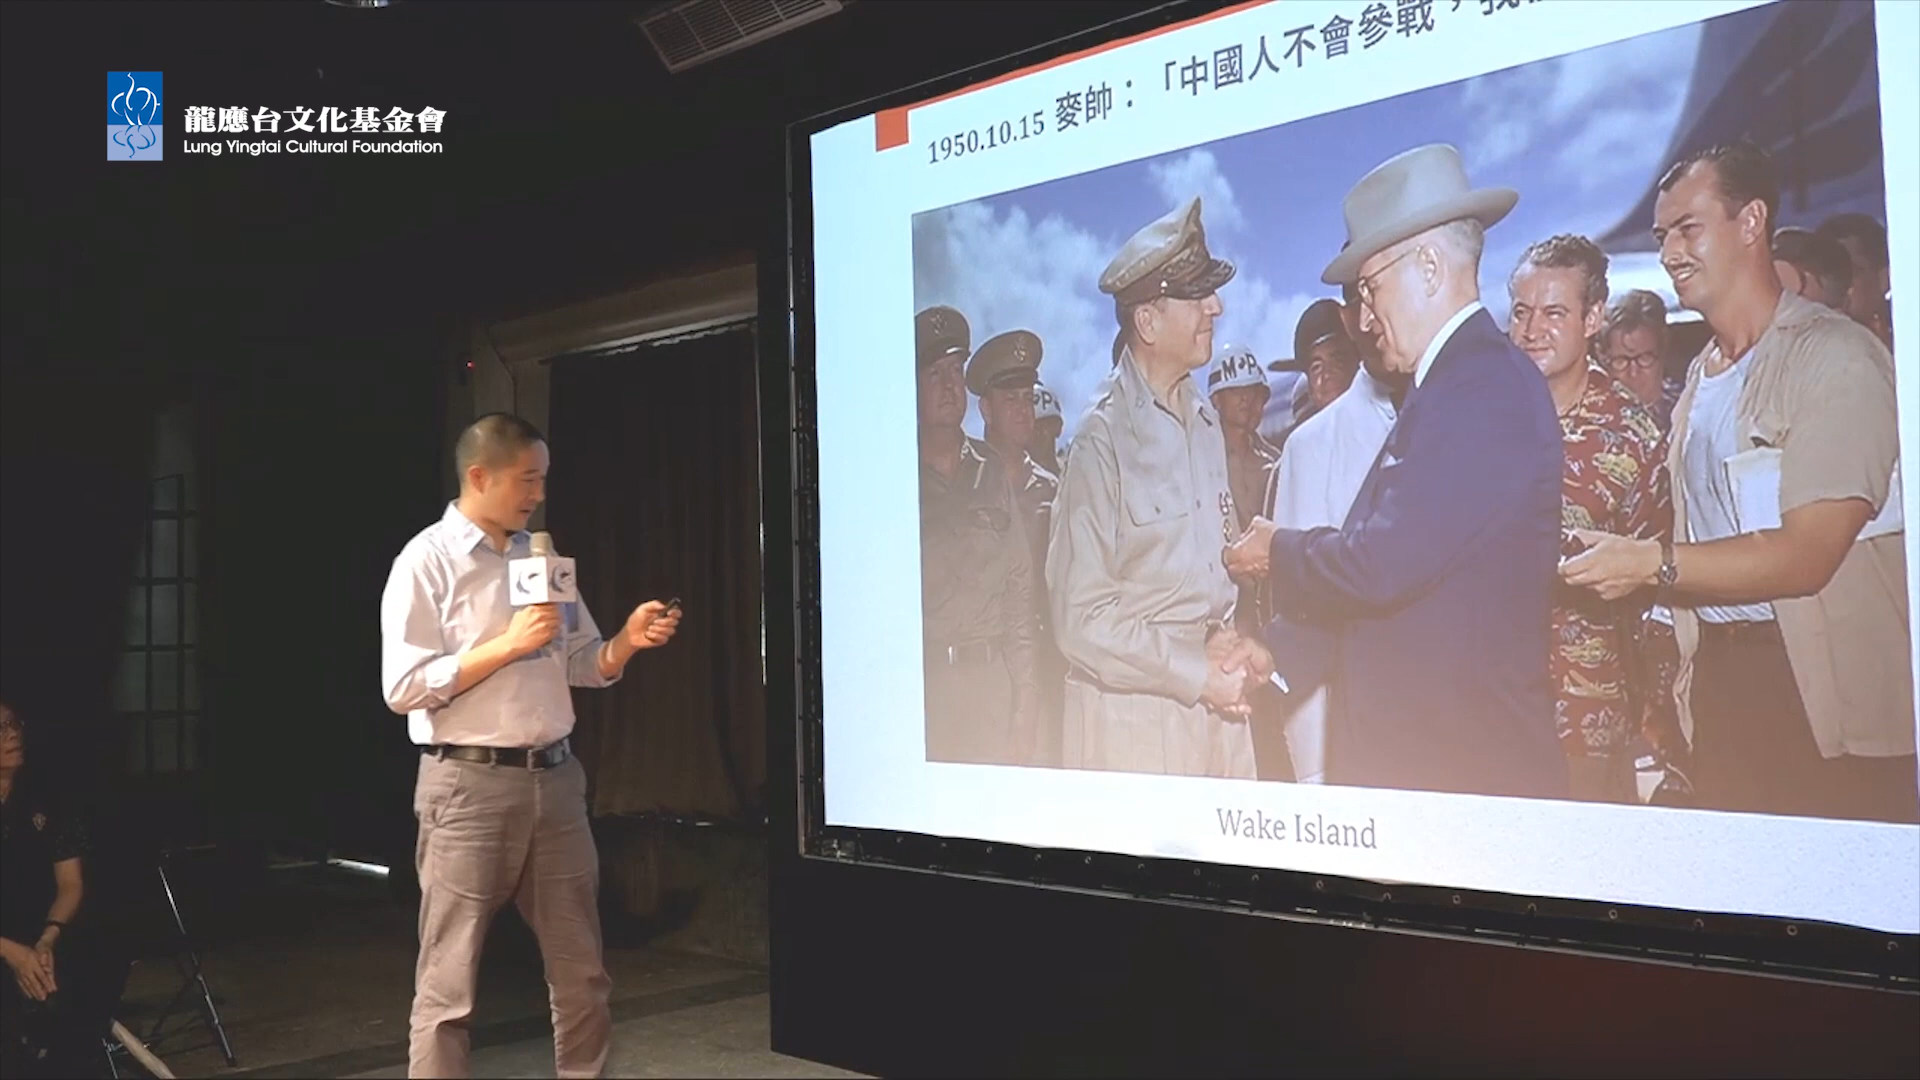 龍應台文化基金會
Lung Yingtai Cultural Foundation
1950.10.15 麥帥：「中國人不會參戰，我
MP
Wake Island